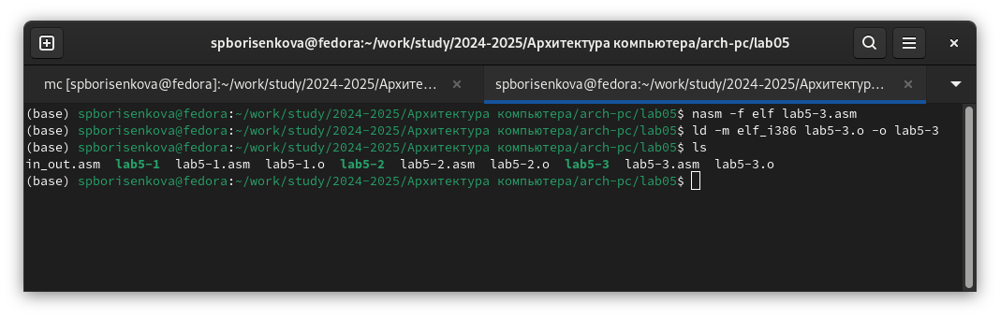 spborisenkova@fedora:~/work/study/2024-2025/Архитектура компьютера/arch-pc/lab05
mc [spborisenkova@fedora]:~/work/study/2024-2025/Архите…
spborisenkova@fedora:~/work/study/2024-2025/Архитектур…
(base) spborisenkova@fedora:~/work/study/2024-2025/Архитектура компьютера/arch-pc/lab05$ nasm -f elf lab5-3.asm
(base) spborisenkova@fedora:~/work/study/2024-2025/Архитектура компьютера/arch-pc/lab05$ ld -m elf_i386 lab5-3.o -o lab5-3
(base) spborisenkova@fedora:~/work/study/2024-2025/Архитектура компьютера/arch-pc/lab05$ ls
in_out.asm  lab5-1  lab5-1.asm  lab5-1.o  lab5-2  lab5-2.asm  lab5-2.o  lab5-3  lab5-3.asm  lab5-3.o
(base) spborisenkova@fedora:~/work/study/2024-2025/Архитектура компьютера/arch-pc/lab05$